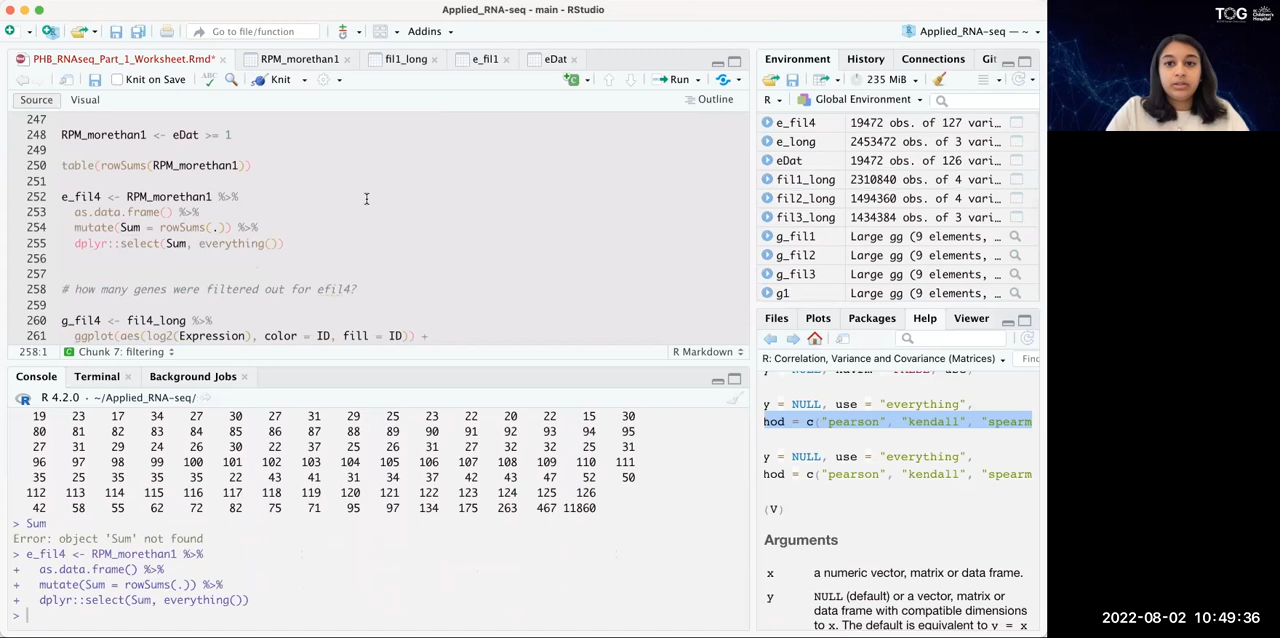 Applied_RNA-seq - main - RStudio
Go to file/function
Addins
Applied_RNA-seq — ~
PHB_RNAseq_Part_1_Worksheet.Rmd* RPM_morethan1 fil1_long e_fil1 eDat
Knit on Save Knit Run
Source Visual Outline
247
248 RPM_morethan1 <- eDat >= 1
249
250 table(rowSums(RPM_morethan1))
251
252 e_fil4 <- RPM_morethan1 %>%
253 as.data.frame() %>%
254 mutate(Sum = rowSums(.)) %>%
255 dplyr::select(Sum, everything())
256
257
258 # how many genes were filtered out for efil4?
259
260 g_fil4 <- fil4_long %>%
261 ggplot(aes(log2(Expression), color = ID, fill = ID)) +
258:1 Chunk 7: filtering R Markdown
Console Terminal Background Jobs
R 4.2.0 · ~/Applied_RNA-seq/
19 23 17 34 27 30 27 31 29 25 23 22 20 22 15 30
80 81 82 83 84 85 86 87 88 89 90 91 92 93 94 95
27 31 29 24 26 30 22 37 25 26 31 27 32 32 25 31
96 97 98 99 100 101 102 103 104 105 106 107 108 109 110 111
35 25 35 35 35 22 43 41 31 34 37 42 43 47 52 50
112 113 114 115 116 117 118 119 120 121 122 123 124 125 126
42 58 55 62 72 82 75 71 95 97 134 175 263 467 11860
> Sum
Error: object 'Sum' not found
> e_fil4 <- RPM_morethan1 %>%
+ as.data.frame() %>%
+ mutate(Sum = rowSums(.)) %>%
+ dplyr::select(Sum, everything())
>
Environment History Connections Git
235 MiB
R Global Environment
e_fil4 19472 obs. of 127 vari…
e_long 2453472 obs. of 3 vari…
eDat 19472 obs. of 126 vari…
fil1_long 2310840 obs. of 4 vari…
fil2_long 1494360 obs. of 4 vari…
fil3_long 1434384 obs. of 3 vari…
g_fil1 Large gg (9 elements, …
g_fil2 Large gg (9 elements, …
g_fil3 Large gg (9 elements, …
g1 Large gg (9 elements, …
Files Plots Packages Help Viewer
R: Correlation, Variance and Covariance (Matrices) Finc
y = NULL, use = "everything",
hod = c("pearson", "kendall", "spearm
y = NULL, use = "everything",
hod = c("pearson", "kendall", "spearm
(V)
Arguments
x a numeric vector, matrix or data frame.
y NULL (default) or a vector, matrix or
data frame with compatible dimensions
to x. The default is equivalent to y = x
TOG BC Children's Hospital
2022-08-02 10:49:36